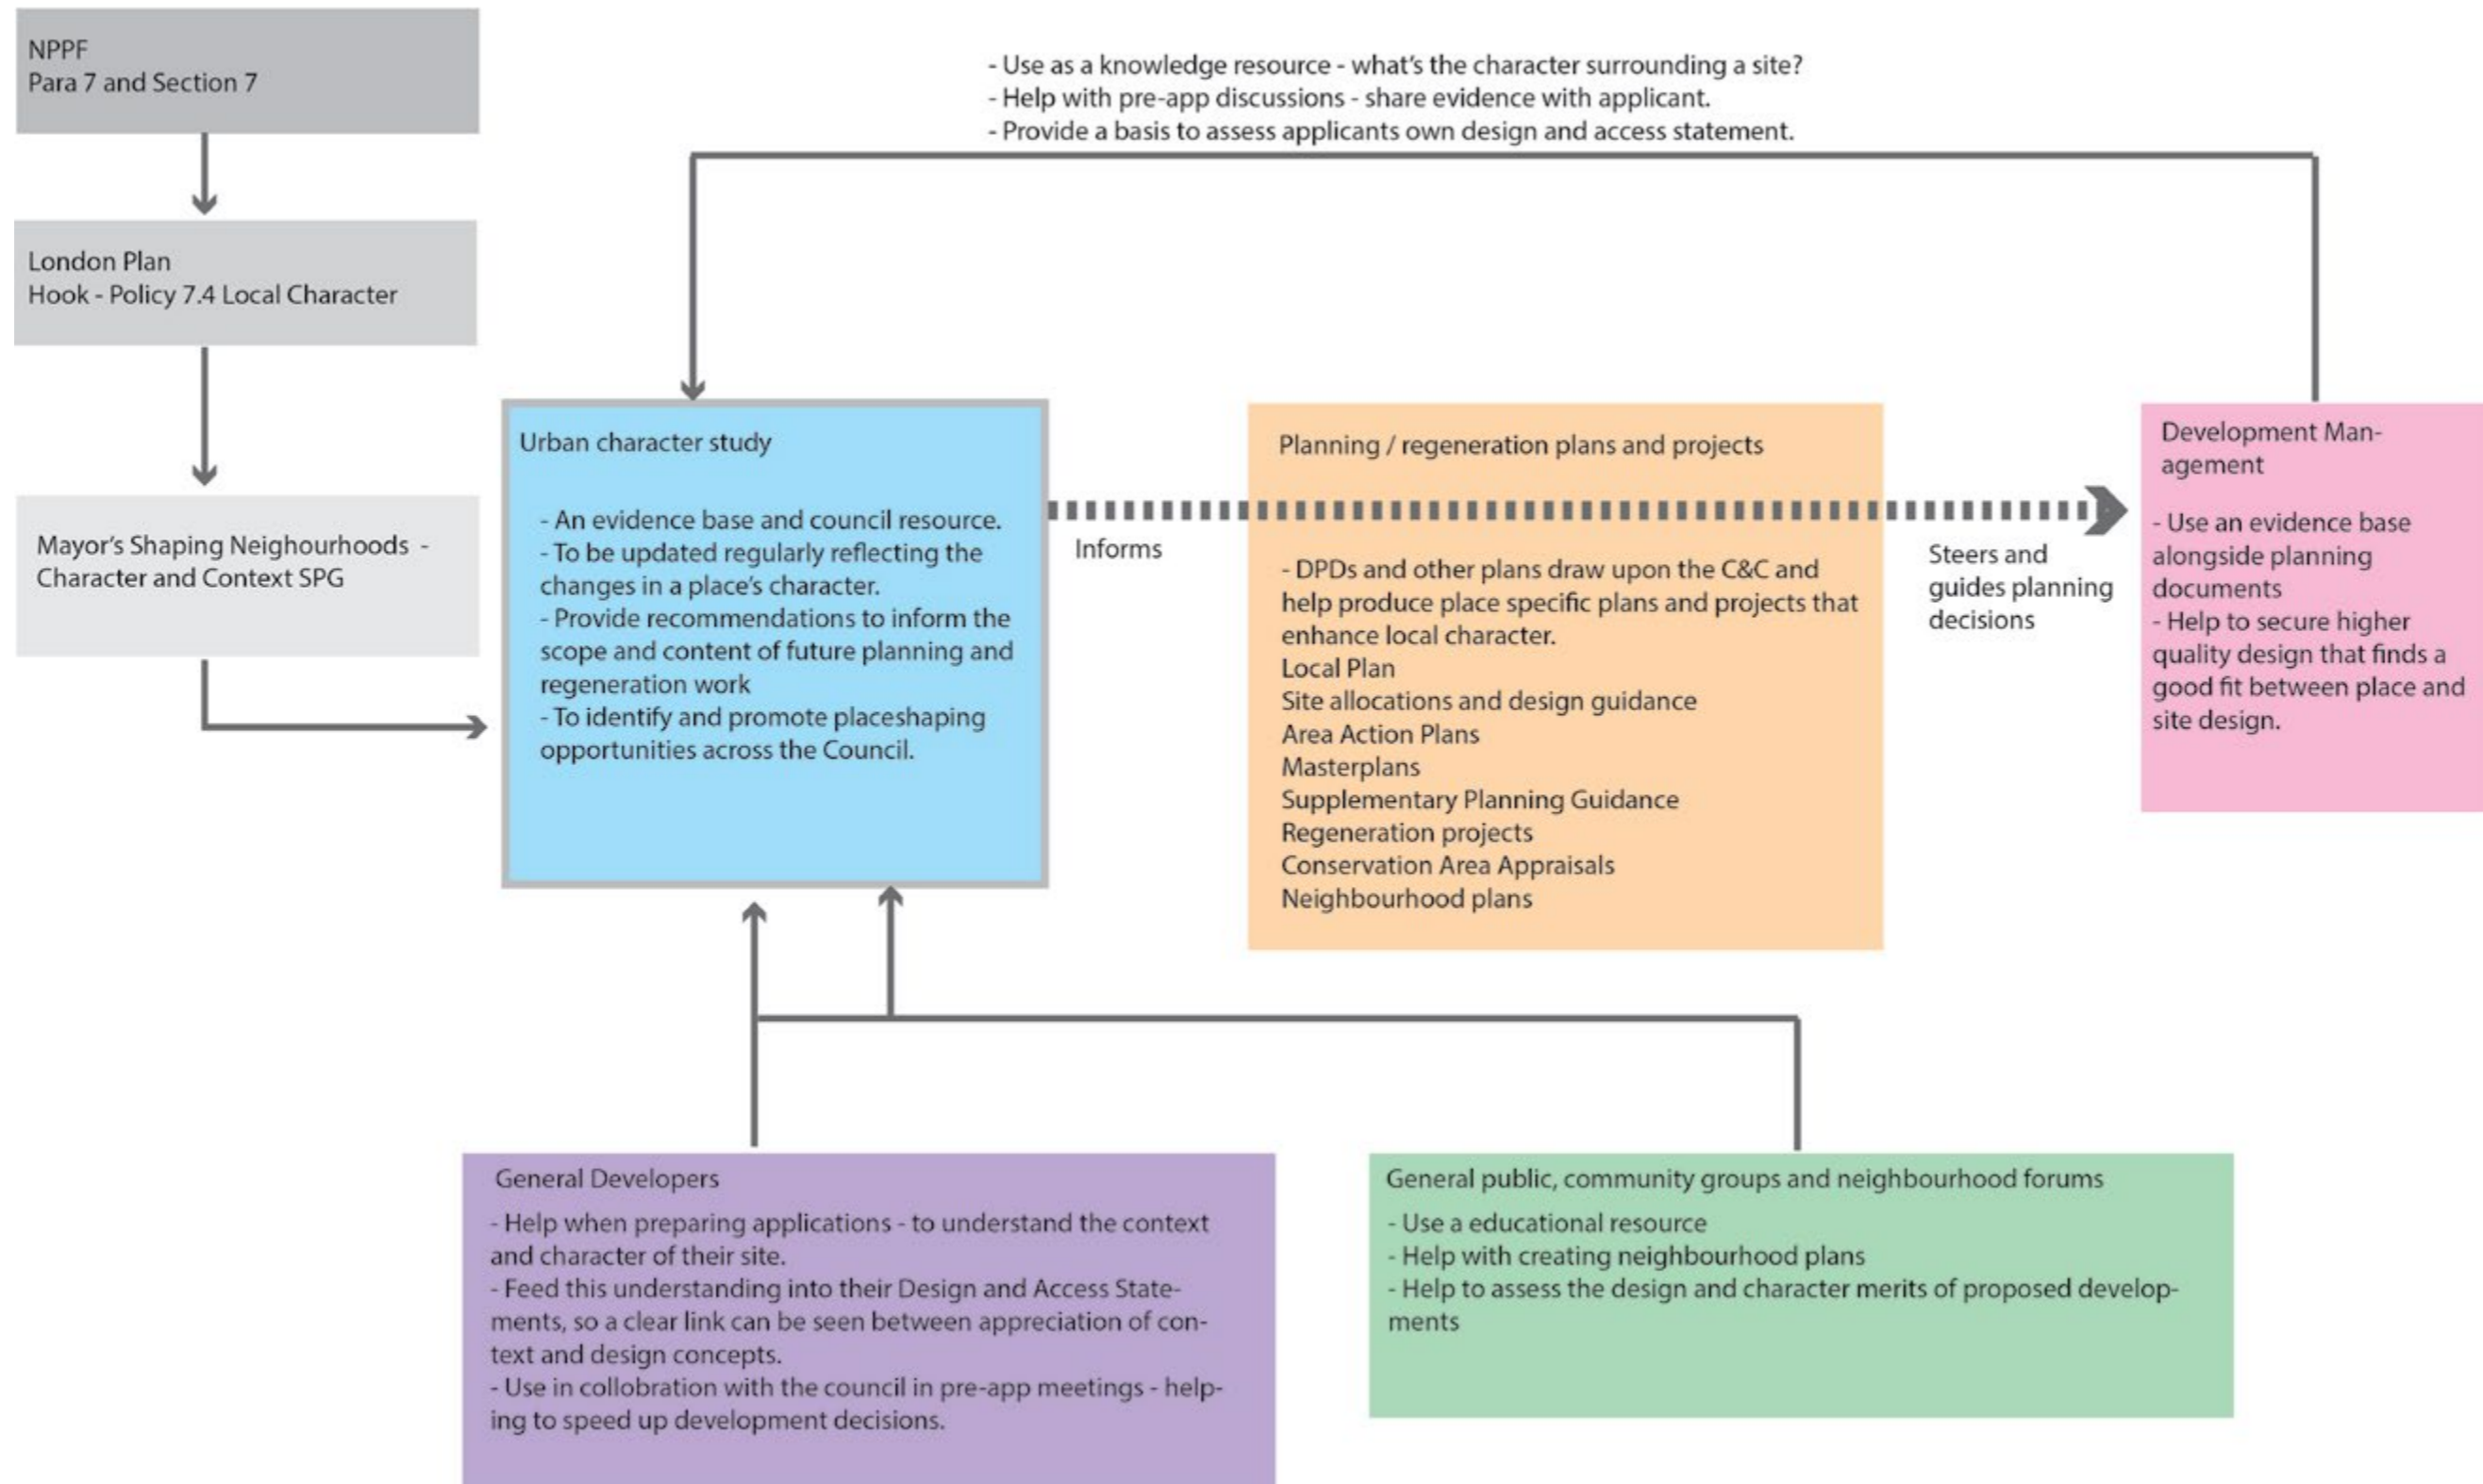 NPPF
Para 7 and Section 7
London Plan
Hook - Policy 7.4 Local Character
Mayor's Shaping Neighourhoods -
Character and Context SPG
- Use as a knowledge resource - what's the character surrounding a site?
- Help with pre-app discussions - share evidence with applicant.
- Provide a basis to assess applicants own design and access statement.
Urban character study
- An evidence base and council resource.
- To be updated regularly reflecting the
changes in a place's character.
- Provide recommendations to inform the
scope and content of future planning and
regeneration work
- To identify and promote placeshaping
opportunities across the Council.
Informs
Planning / regeneration plans and projects
- DPDs and other plans draw upon the C&C and
help produce place specific plans and projects that
enhance local character.
Local Plan
Site allocations and design guidance
Area Action Plans
Masterplans
Supplementary Planning Guidance
Regeneration projects
Conservation Area Appraisals
Neighbourhood plans
Steers and
guides planning
decisions
Development Man-
agement
- Use an evidence base
alongside planning
documents
- Help to secure higher
quality design that finds a
good fit between place and
site design.
General Developers
- Help when preparing applications - to understand the context
and character of their site.
- Feed this understanding into their Design and Access State-
ments, so a clear link can be seen between appreciation of con-
text and design concepts.
- Use in collobration with the council in pre-app meetings - help-
ing to speed up development decisions.
General public, community groups and neighbourhood forums
- Use a educational resource
- Help with creating neighbourhood plans
- Help to assess the design and character merits of proposed develop-
ments